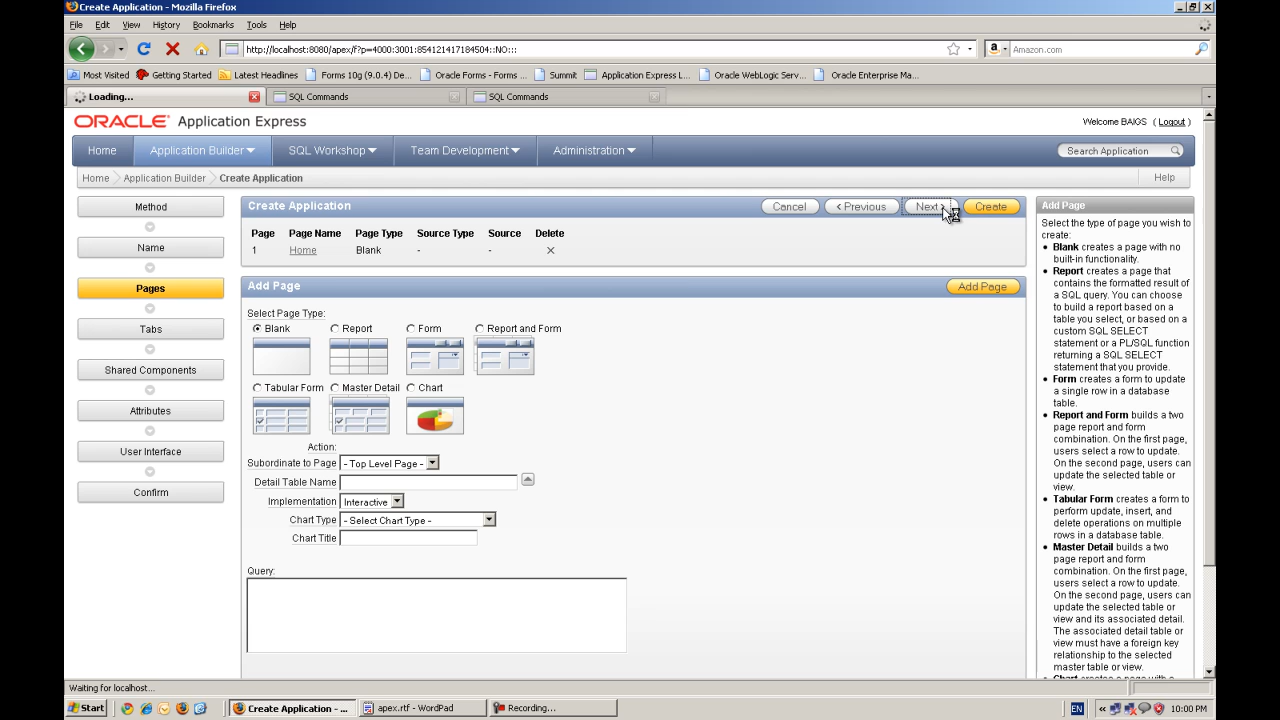 Create Application - Mozilla Firefox
File Edit View History Bookmarks Tools Help
http://localhost:8080/apex/f?p=4000:3001:854121417184504::NO:::
Amazon.com
Most Visited Getting Started Latest Headlines Forms 10g (9.0.4) De... Oracle Forms - Forms ... Summit Application Express L... Oracle WebLogic Serv... Oracle Enterprise Ma...
Loading... SQL Commands SQL Commands
ORACLE Application Express
Welcome BAIGS ( Logout )
Home Application Builder SQL Workshop Team Development Administration
Search Application
Home Application Builder Create Application
Help
Method
Name
Pages
Tabs
Shared Components
Attributes
User Interface
Confirm
Create Application
Cancel < Previous Next > Create
Page Page Name Page Type Source Type Source Delete
1 Home Blank - - X
Add Page
Add Page
Select Page Type:
Blank Report Form Report and Form
Tabular Form Master Detail Chart
Action:
Subordinate to Page - Top Level Page -
Detail Table Name
Implementation Interactive
Chart Type - Select Chart Type -
Chart Title
Query:
Add Page
Select the type of page you wish to
create:
Blank creates a page with no
built-in functionality.
Report creates a page that
contains the formatted result of
a SQL query. You can choose
to build a report based on a
table you select, or based on a
custom SQL SELECT
statement or a PL/SQL function
returning a SQL SELECT
statement that you provide.
Form creates a form to update
a single row in a database
table.
Report and Form builds a two
page report and form
combination. On the first page,
users select a row to update.
On the second page, users can
update the selected table or
view.
Tabular Form creates a form to
perform update, insert, and
delete operations on multiple
rows in a database table.
Master Detail builds a two
page report and form
combination. On the first page,
users select a row to update.
On the second page, users can
update the selected table or
view and its associated detail.
The associated detail table or
view must have a foreign key
relationship to the selected
master table or view.
Chart creates a page with a
Waiting for localhost...
Start Create Application - ... apex.rtf - WordPad Recording... EN 10:00 PM